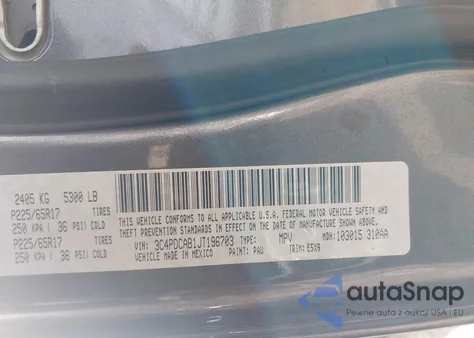 2405 KG 5300 LB
P225/65R17 TIRES
250 KPA ( 36 PSI) COLD
P225/65R17 TIRES
250 KPA ( 36 PSI) COLD
THIS VEHICLE CONFORMS TO ALL APPLICABLE U.S.A. FEDERAL MOTOR VEHICLE SAFETY AND
THEFT PREVENTION STANDARDS IN EFFECT ON THE DATE OF MANUFACTURE SHOWN ABOVE.
VIN: 3C4PDCAB1JT196703 TYPE: MPV MDH: 103015 310AA
VEHICLE MADE IN MEXICO PAINT: PAU TRIM: E5X9
autoSnap
Pewne auta z aukcji USA i EU